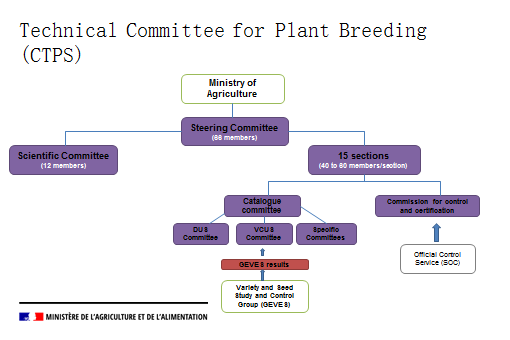 Technical Committee for Plant Breeding
(CTPS)
Ministry of
Agriculture
Steering Committee
(66 members)
Scientific Committee
(12 members)
15 sections
(40 to 60 members/section)
Catalogue
committee
Commission for control
and certification
DUS
Committee
VCUS
Committee
Specific
Committees
GEVES results
Official Control
Service (SOC)
Variety and Seed
Study and Control
Group (GEVES)
MINISTÈRE DE L'AGRICULTURE ET DE L'ALIMENTATION